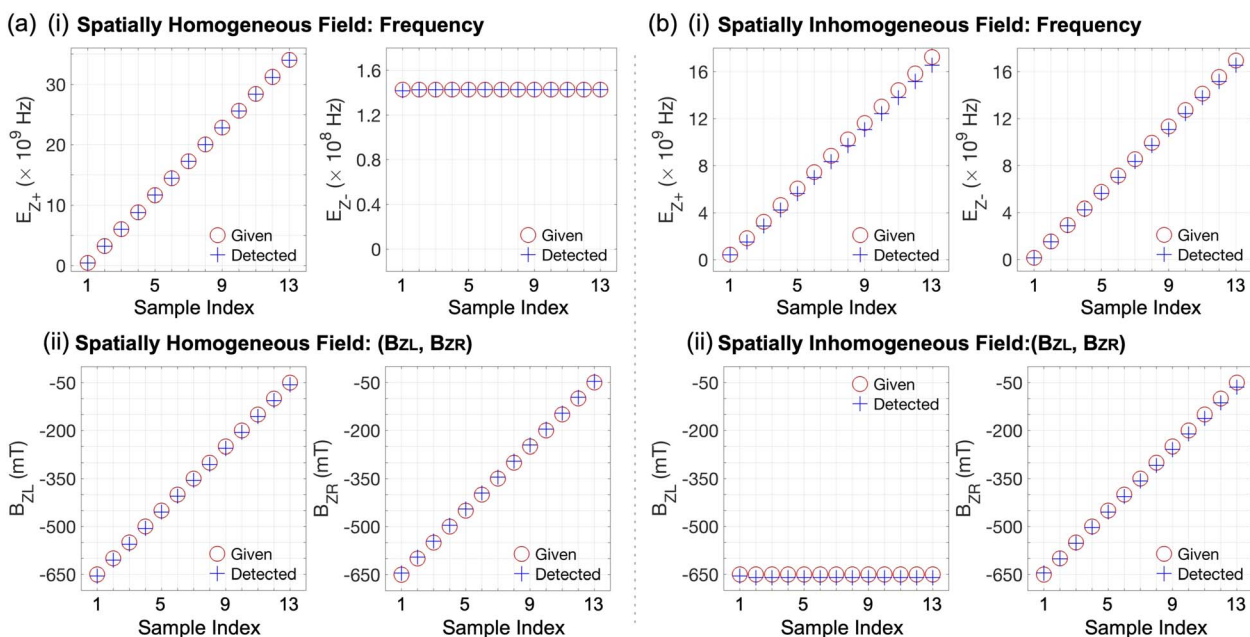 (a) (i) Spatially Homogeneous Field: Frequency
E_Z+ (× 10^9 Hz)
30
20
10
0
Given
Detected
1 5 9 13
Sample Index
E_Z- (× 10^8 Hz)
1.6
1.2
0.8
0.4
0
Given
Detected
1 5 9 13
Sample Index
(ii) Spatially Homogeneous Field: (BZL, BZR)
B_ZL (mT)
-50
-200
-350
-500
-650
Given
Detected
1 5 9 13
Sample Index
B_ZR (mT)
-50
-200
-350
-500
-650
Given
Detected
1 5 9 13
Sample Index
(b) (i) Spatially Inhomogeneous Field: Frequency
E_Z+ (× 10^9 Hz)
16
12
8
4
0
Given
Detected
1 5 9 13
Sample Index
E_Z- (× 10^9 Hz)
16
12
8
4
0
Given
Detected
1 5 9 13
Sample Index
(ii) Spatially Inhomogeneous Field:(BZL, BZR)
B_ZL (mT)
-50
-200
-350
-500
-650
Given
Detected
1 5 9 13
Sample Index
B_ZR (mT)
-50
-200
-350
-500
-650
Given
Detected
1 5 9 13
Sample Index